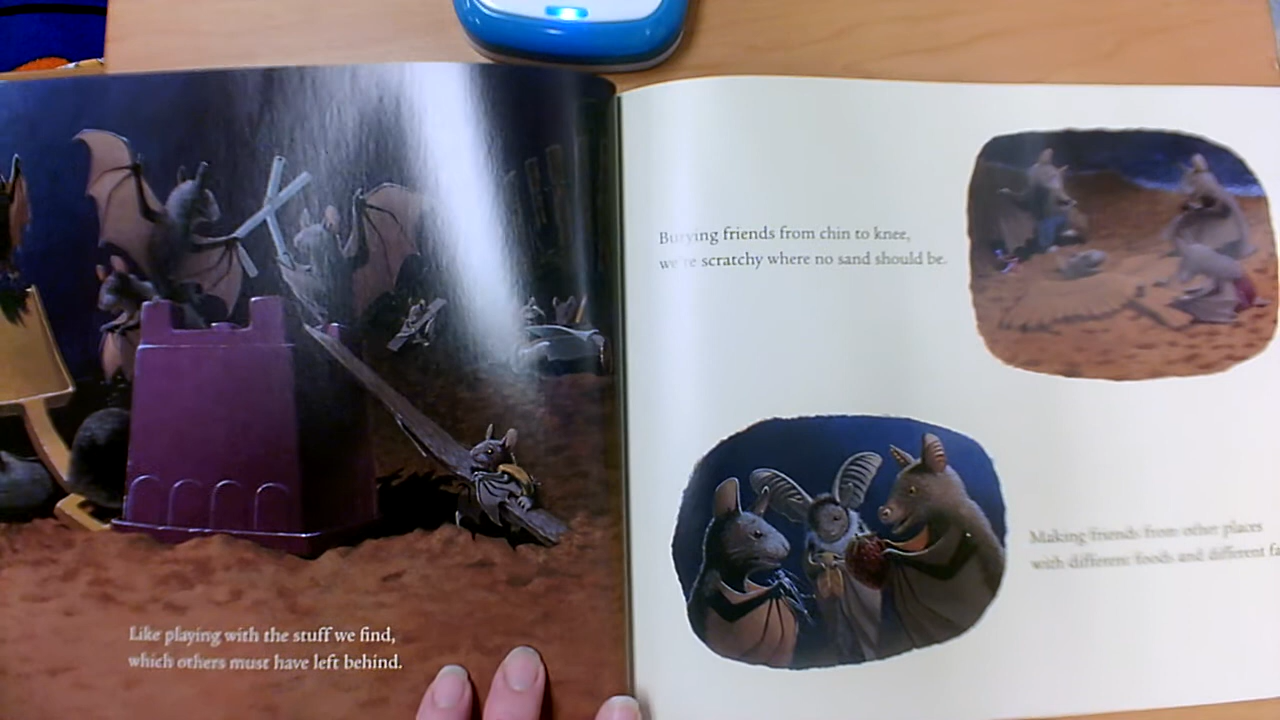 Like playing with the stuff we find,
which others must have left behind.
Burying friends from chin to knee,
we're scratchy where no sand should be.
Making friends from other places
with different foods and different